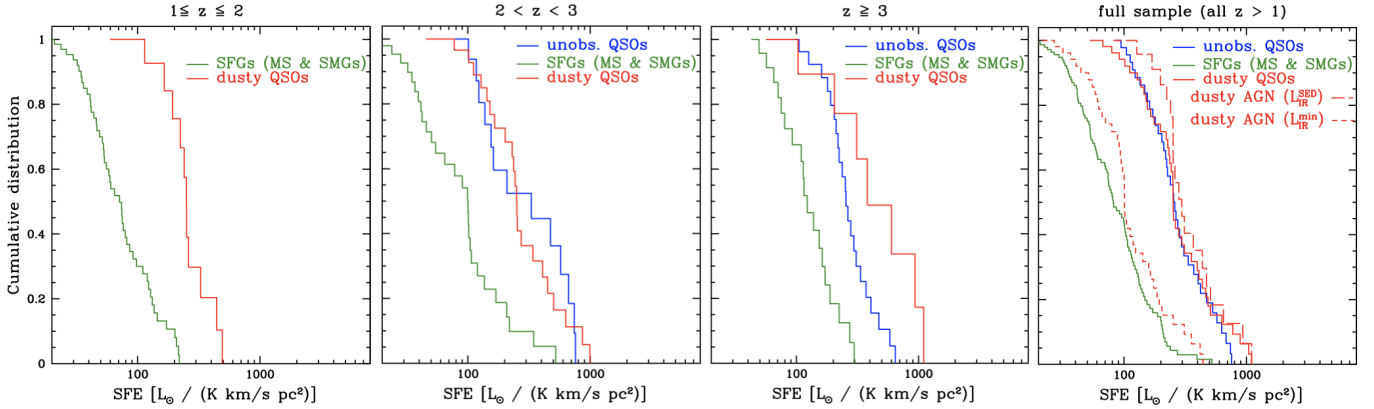 1≦ z ≦ 2
2 < z < 3
z ≧ 3
full sample (all z > 1)
Cumulative distribution
1
0.8
0.6
0.4
0.2
0
SFGs (MS & SMGs)
dusty QSOs
100
1000
SFE [L⊙ / (K km/s pc²)]
unobs. QSOs
SFGs (MS & SMGs)
dusty QSOs
100
1000
SFE [L⊙ / (K km/s pc²)]
unobs. QSOs
SFGs (MS & SMGs)
dusty QSOs
100
1000
SFE [L⊙ / (K km/s pc²)]
unobs. QSOs
SFGs (MS & SMGs)
dusty QSOs
dusty AGN (L_IR^SED)
dusty AGN (L_IR^min)
100
1000
SFE [L⊙ / (K km/s pc²)]